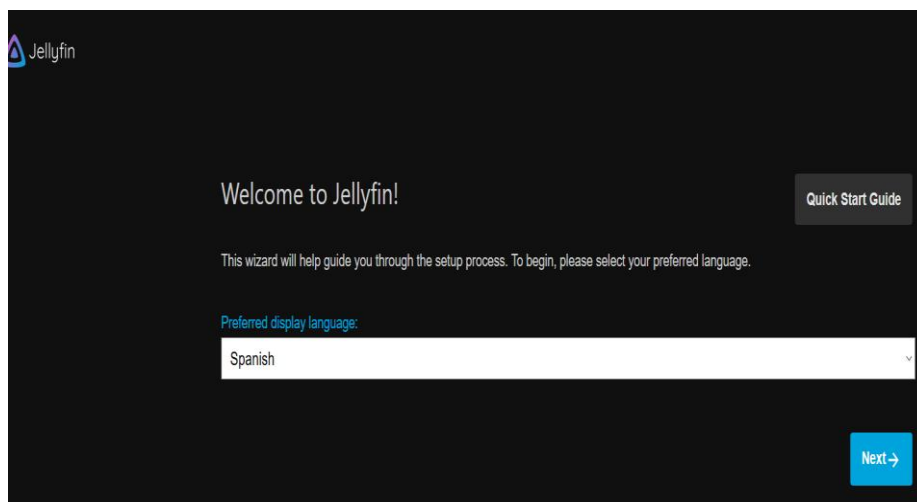 Jellyfin
Welcome to Jellyfin!
Quick Start Guide
This wizard will help guide you through the setup process. To begin, please select your preferred language.
Preferred display language:
Spanish
Next→